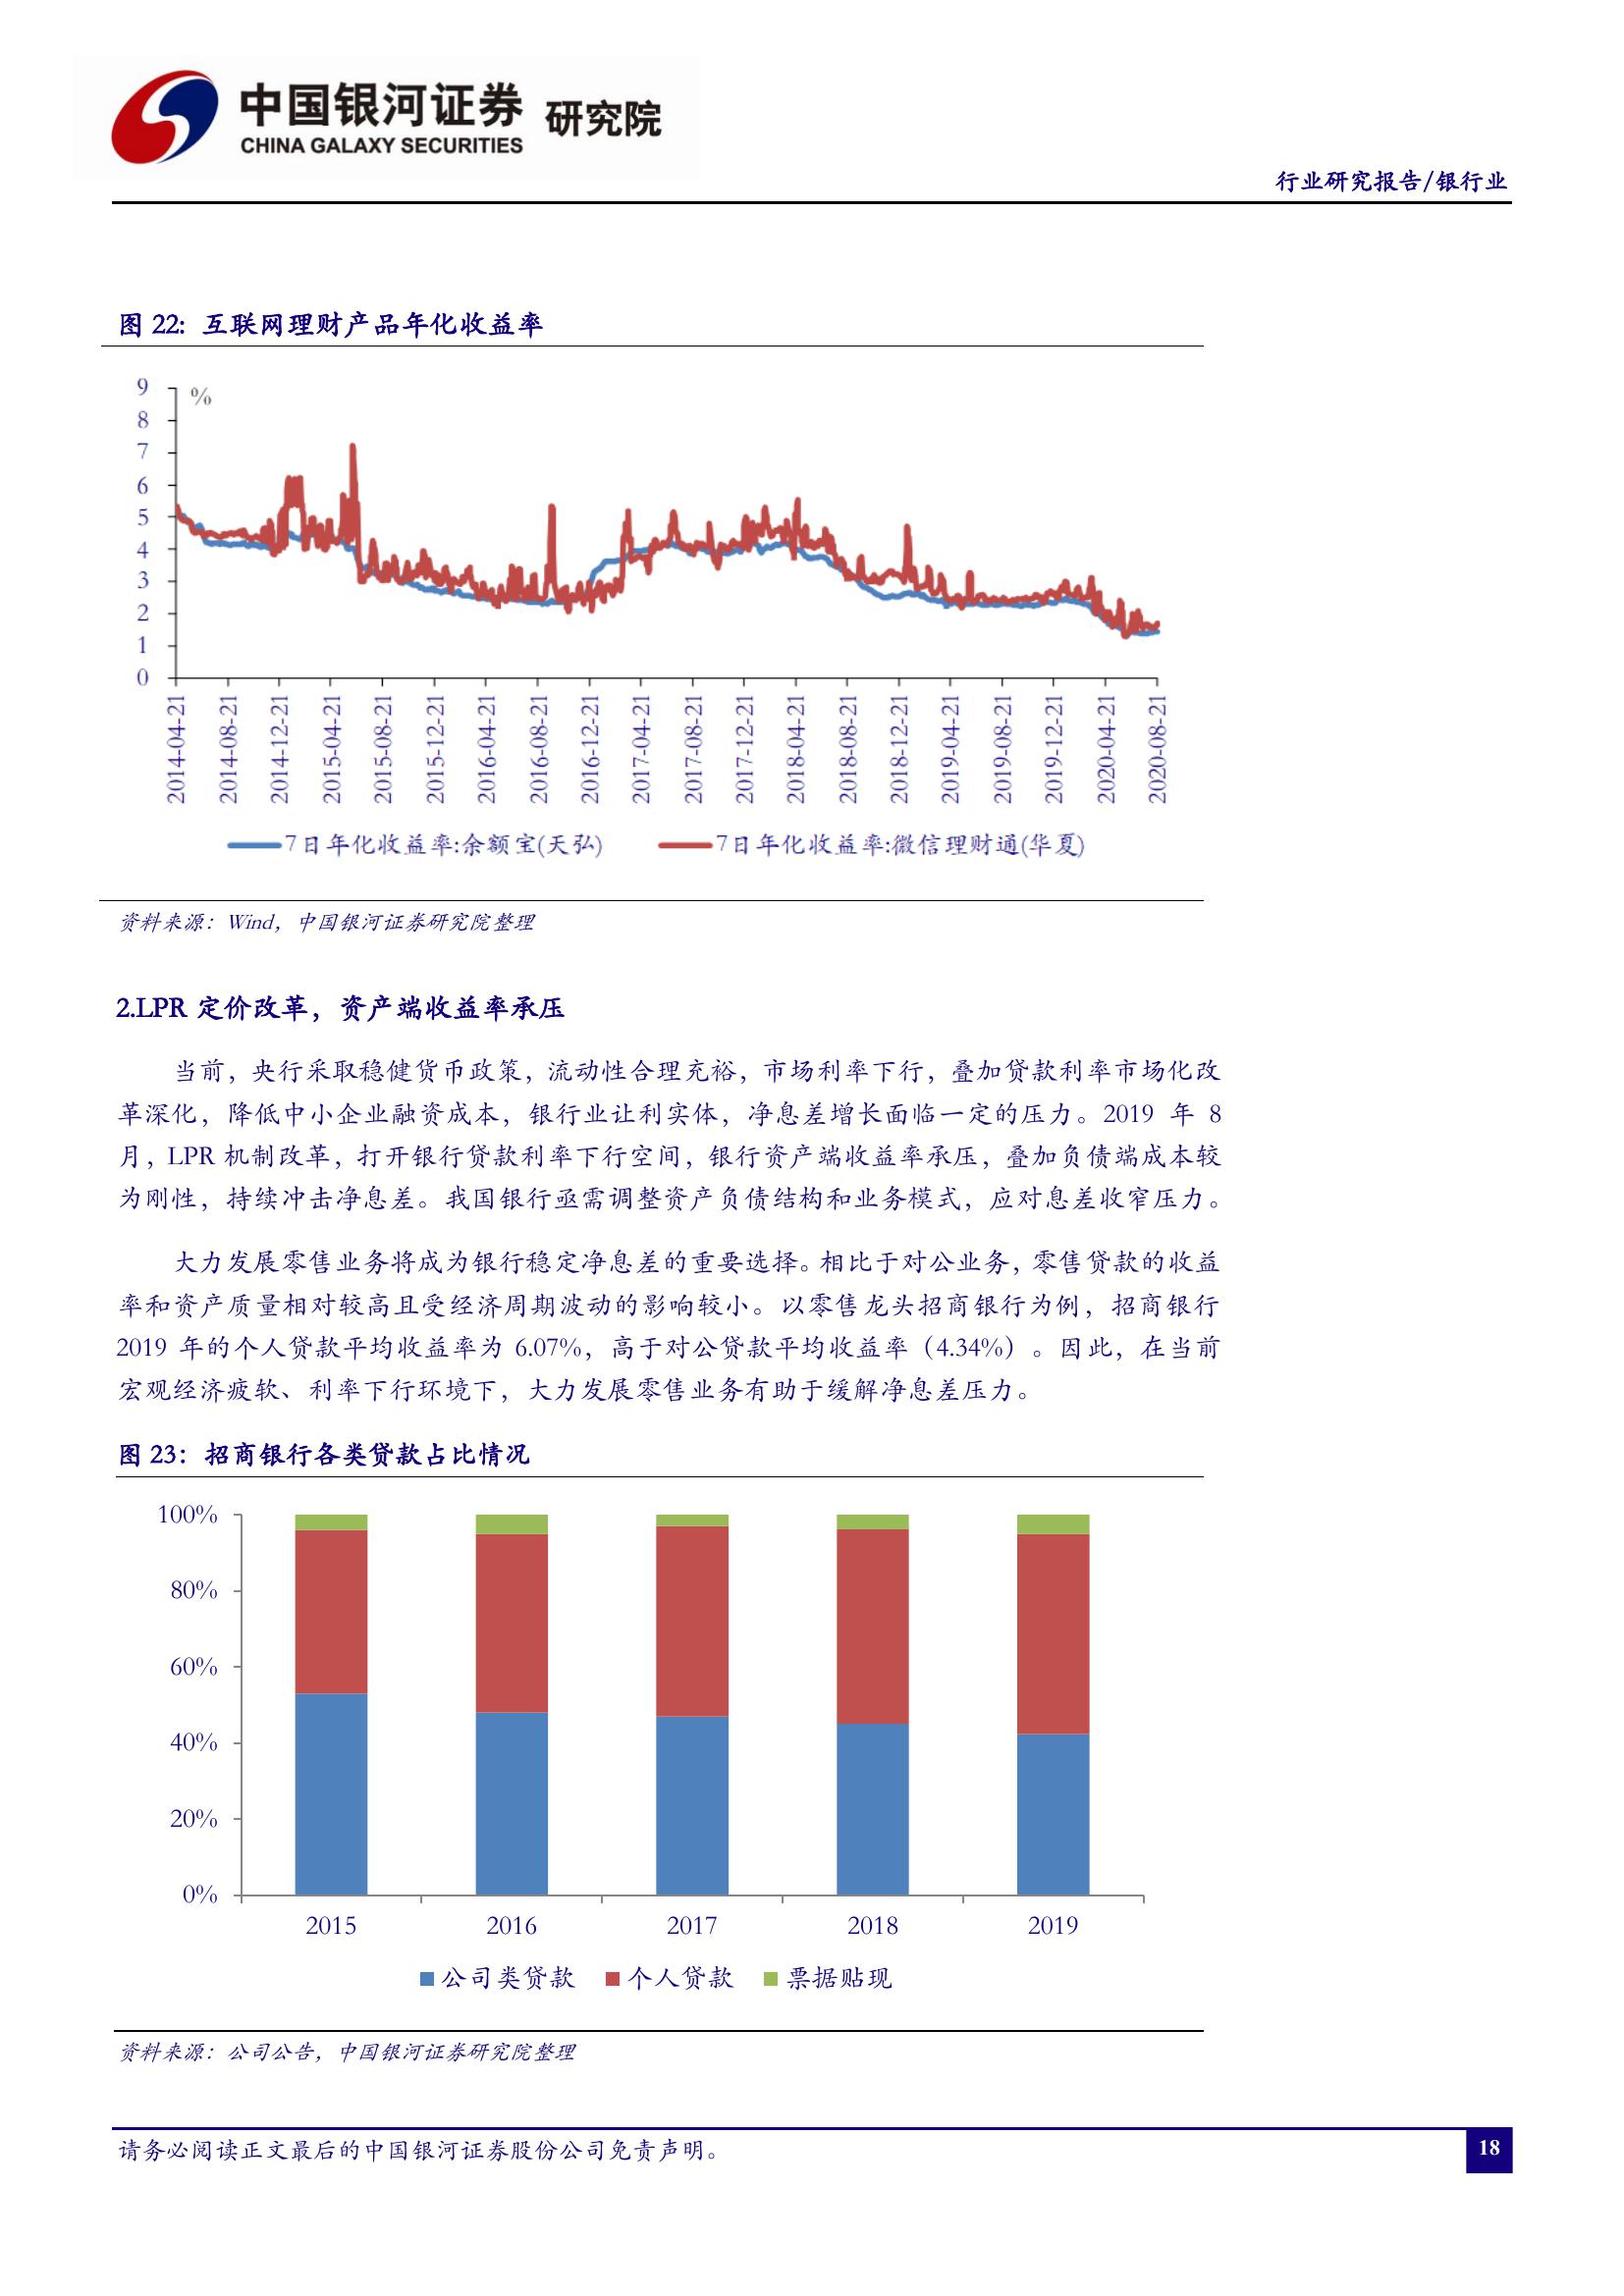 中国银河证券 研究院
CHINA GALAXY SECURITIES
行业研究报告/银行业
图 22: 互联网理财产品年化收益率
%
9
8
7
6
5
4
3
2
1
0
2014-04-21
2014-08-21
2014-12-21
2015-04-21
2015-08-21
2015-12-21
2016-04-21
2016-08-21
2016-12-21
2017-04-21
2017-08-21
2017-12-21
2018-04-21
2018-08-21
2018-12-21
2019-04-21
2019-08-21
2019-12-21
2020-04-21
2020-08-21
7日年化收益率:余额宝(天弘) 7日年化收益率:微信理财通(华夏)
资料来源：Wind，中国银河证券研究院整理
2.LPR 定价改革，资产端收益率承压
当前，央行采取稳健货币政策，流动性合理充裕，市场利率下行，叠加贷款利率市场化改
革深化，降低中小企业融资成本，银行业让利实体，净息差增长面临一定的压力。2019 年 8
月，LPR 机制改革，打开银行贷款利率下行空间，银行资产端收益率承压，叠加负债端成本较
为刚性，持续冲击净息差。我国银行亟需调整资产负债结构和业务模式，应对息差收窄压力。
大力发展零售业务将成为银行稳定净息差的重要选择。相比于对公业务，零售贷款的收益
率和资产质量相对较高且受经济周期波动的影响较小。以零售龙头招商银行为例，招商银行
2019 年的个人贷款平均收益率为 6.07%，高于对公贷款平均收益率（4.34%）。因此，在当前
宏观经济疲软、利率下行环境下，大力发展零售业务有助于缓解净息差压力。
图 23：招商银行各类贷款占比情况
100%
80%
60%
40%
20%
0%
2015 2016 2017 2018 2019
公司类贷款 个人贷款 票据贴现
资料来源：公司公告，中国银河证券研究院整理
请务必阅读正文最后的中国银河证券股份公司免责声明。
18